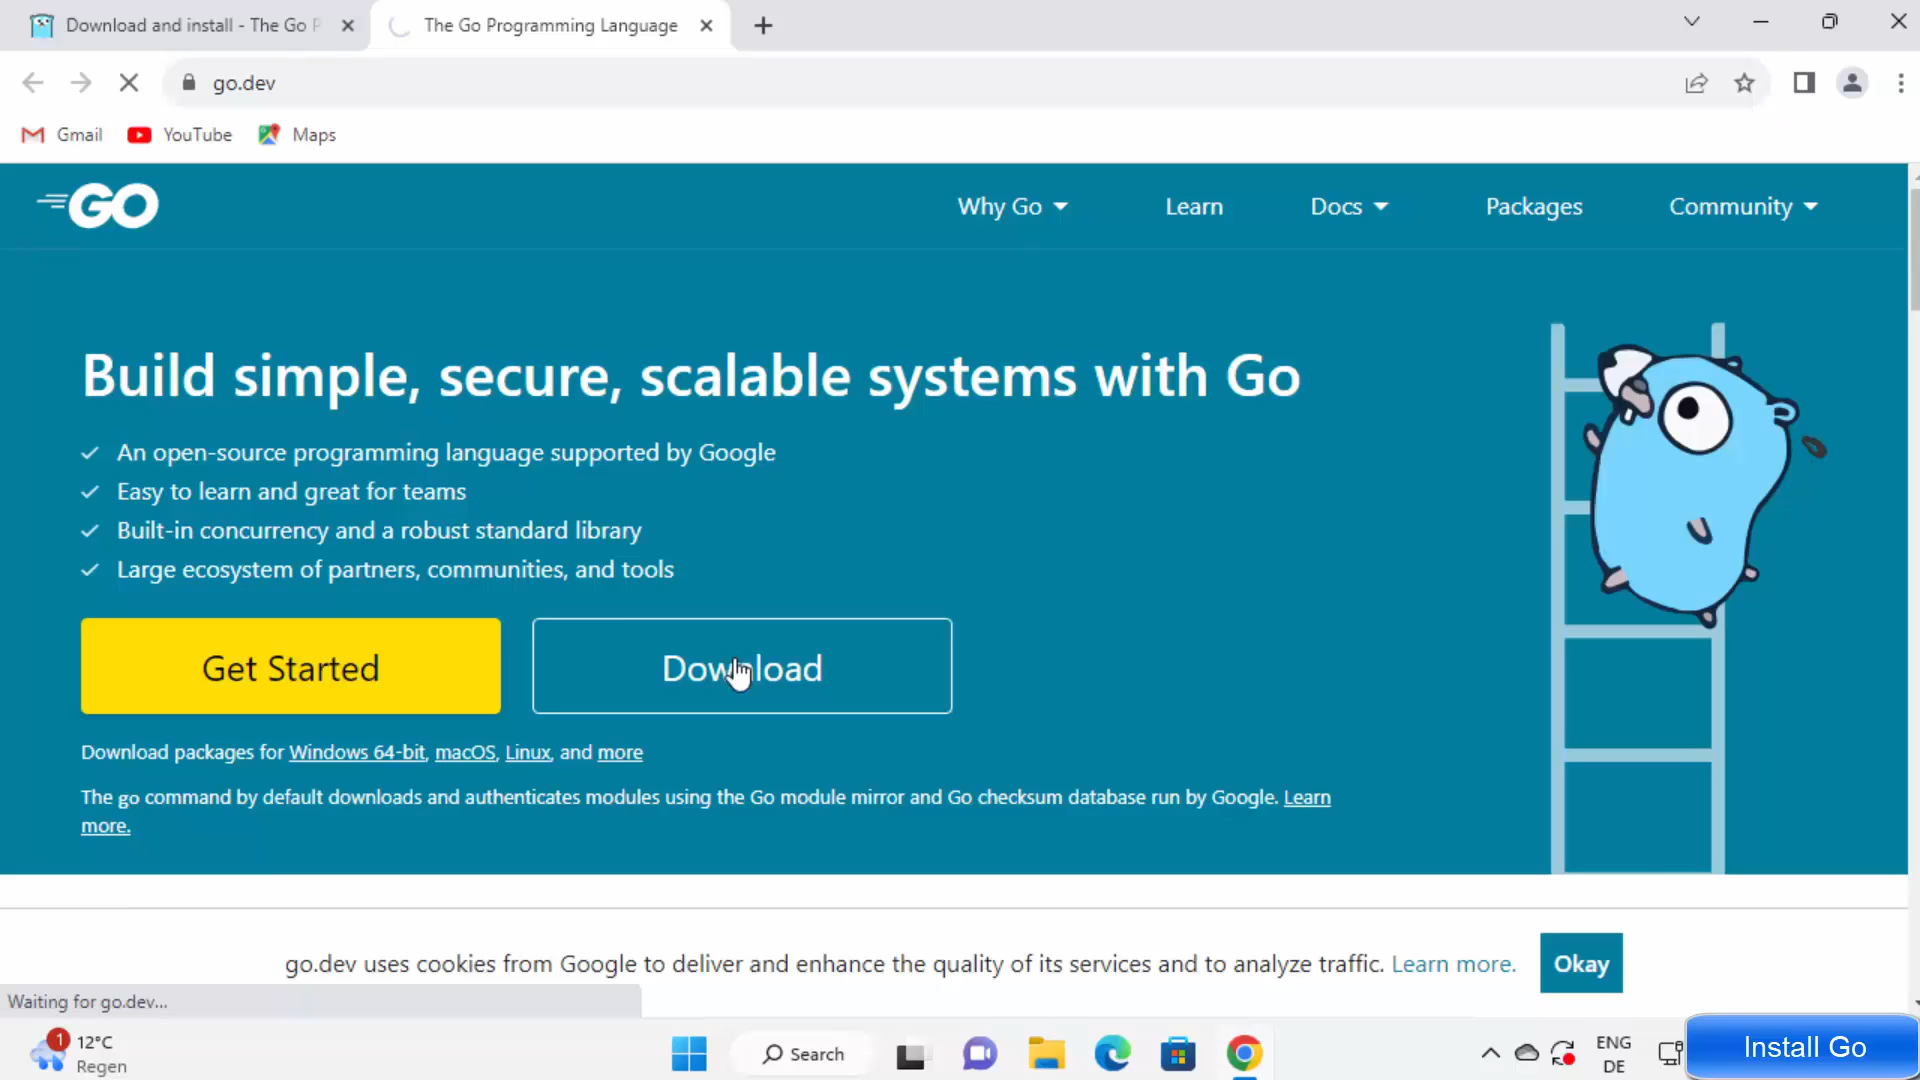 Download and install - The Go P
The Go Programming Language
go.dev
Gmail
YouTube
Maps
GO
Why Go
Learn
Docs
Packages
Community
Build simple, secure, scalable systems with Go
An open-source programming language supported by Google
Easy to learn and great for teams
Built-in concurrency and a robust standard library
Large ecosystem of partners, communities, and tools
Get Started
Download
Download packages for Windows 64-bit, macOS, Linux, and more
The go command by default downloads and authenticates modules using the Go module mirror and Go checksum database run by Google. Learn
more.
go.dev uses cookies from Google to deliver and enhance the quality of its services and to analyze traffic. Learn more.
Okay
Waiting for go.dev...
1
12°C
Regen
Search
ENG
DE
Install Go